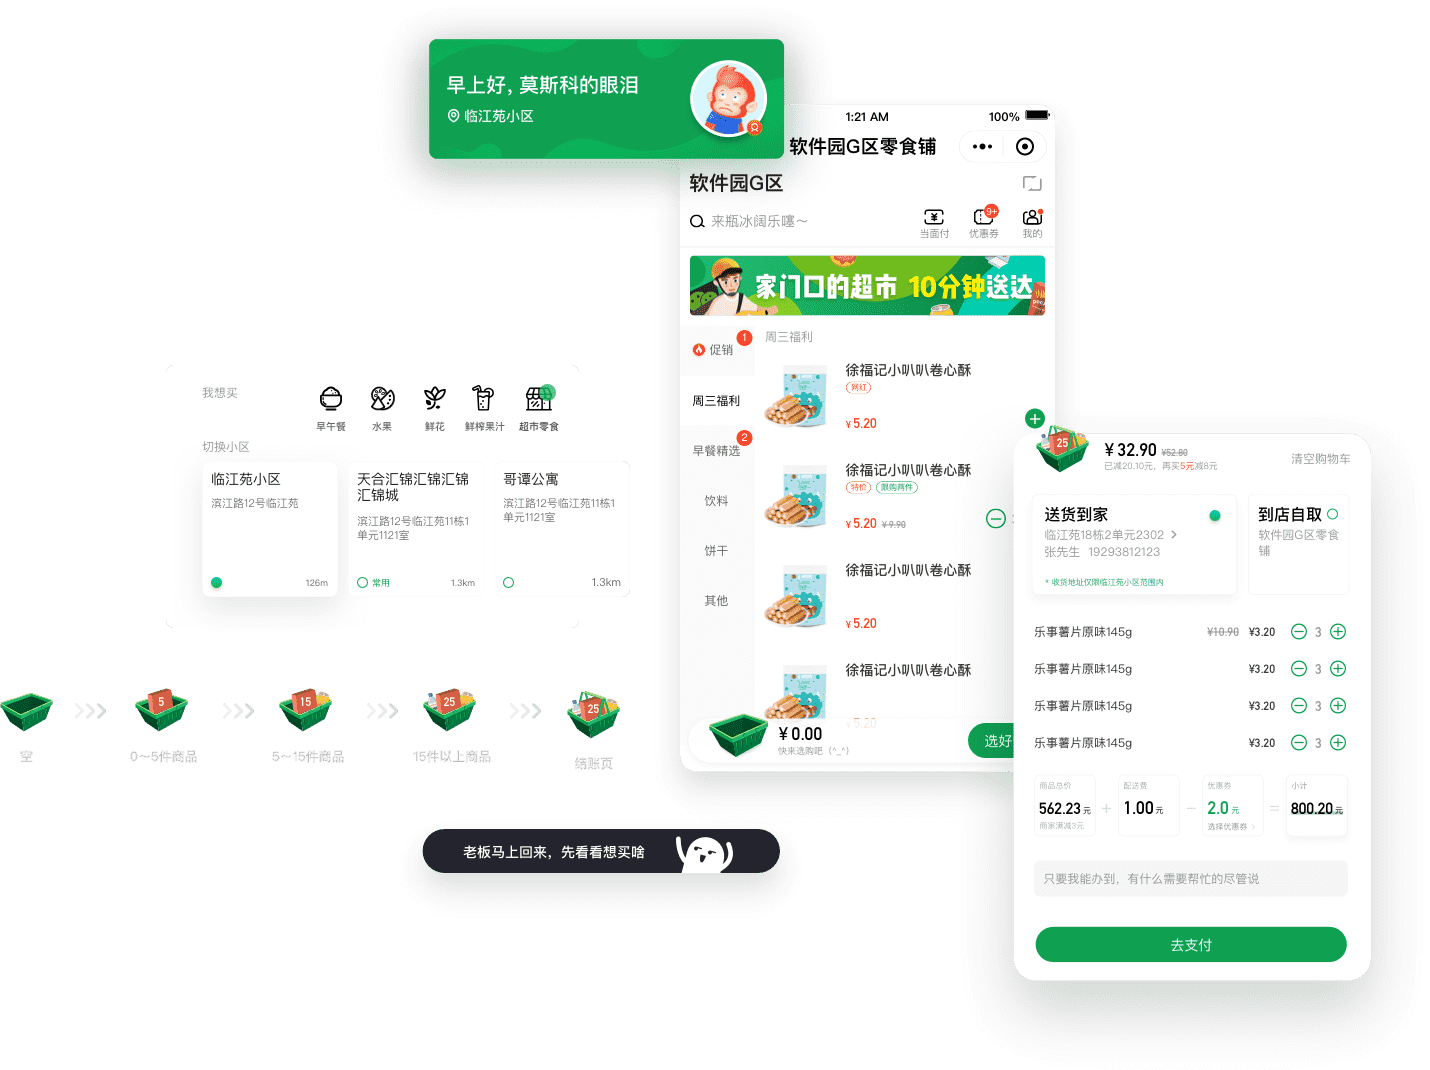 早上好，莫斯科的眼泪
临江苑小区
1:21 AM
100%
软件园G区零食铺
软件园G区
来瓶冰阔乐噻～
当面付
9+
优惠券
我的
家门口的超市 10分钟送达
促销
1
周三福利
早餐精选
2
饮料
饼干
其他
周三福利
徐福记小叭叭卷心酥
网红
¥ 5.20
徐福记小叭叭卷心酥
特价 限购两件
¥ 5.20 ¥9.90
徐福记小叭叭卷心酥
¥ 5.20
徐福记小叭叭卷心酥
5.20
¥ 0.00
快来选购吧（^_^）
选好
我想买
早午餐
水果
鲜花
鲜榨果汁
超市零食
切换小区
临江苑小区
滨江路12号临江苑
126m
天合汇锦汇锦汇锦
汇锦城
滨江路12号临江苑11栋1
单元1121室
常用
1.3km
哥谭公寓
滨江路12号临江苑11栋1
单元1121室
1.3km
空
5
0～5件商品
15
5～15件商品
25
15件以上商品
25
结账页
老板马上回来，先看看想买啥
25
¥ 32.90 ¥52.80
已减20.10元，再买5元减8元
清空购物车
送货到家
临江苑18栋2单元2302
张先生 19293812123
* 收货地址仅限临江苑小区范围内
到店自取
软件园G区零食
铺
乐事薯片原味145g ¥10.90 ¥3.20 3
乐事薯片原味145g ¥3.20 3
乐事薯片原味145g ¥3.20 3
乐事薯片原味145g ¥3.20 3
商品总价
562.23 元
商家满减3元
+
配送费
1.00 元
−
优惠券
2.0 元
选择优惠券
=
小计
800.20 元
只要我能办到，有什么需要帮忙的尽管说
去支付